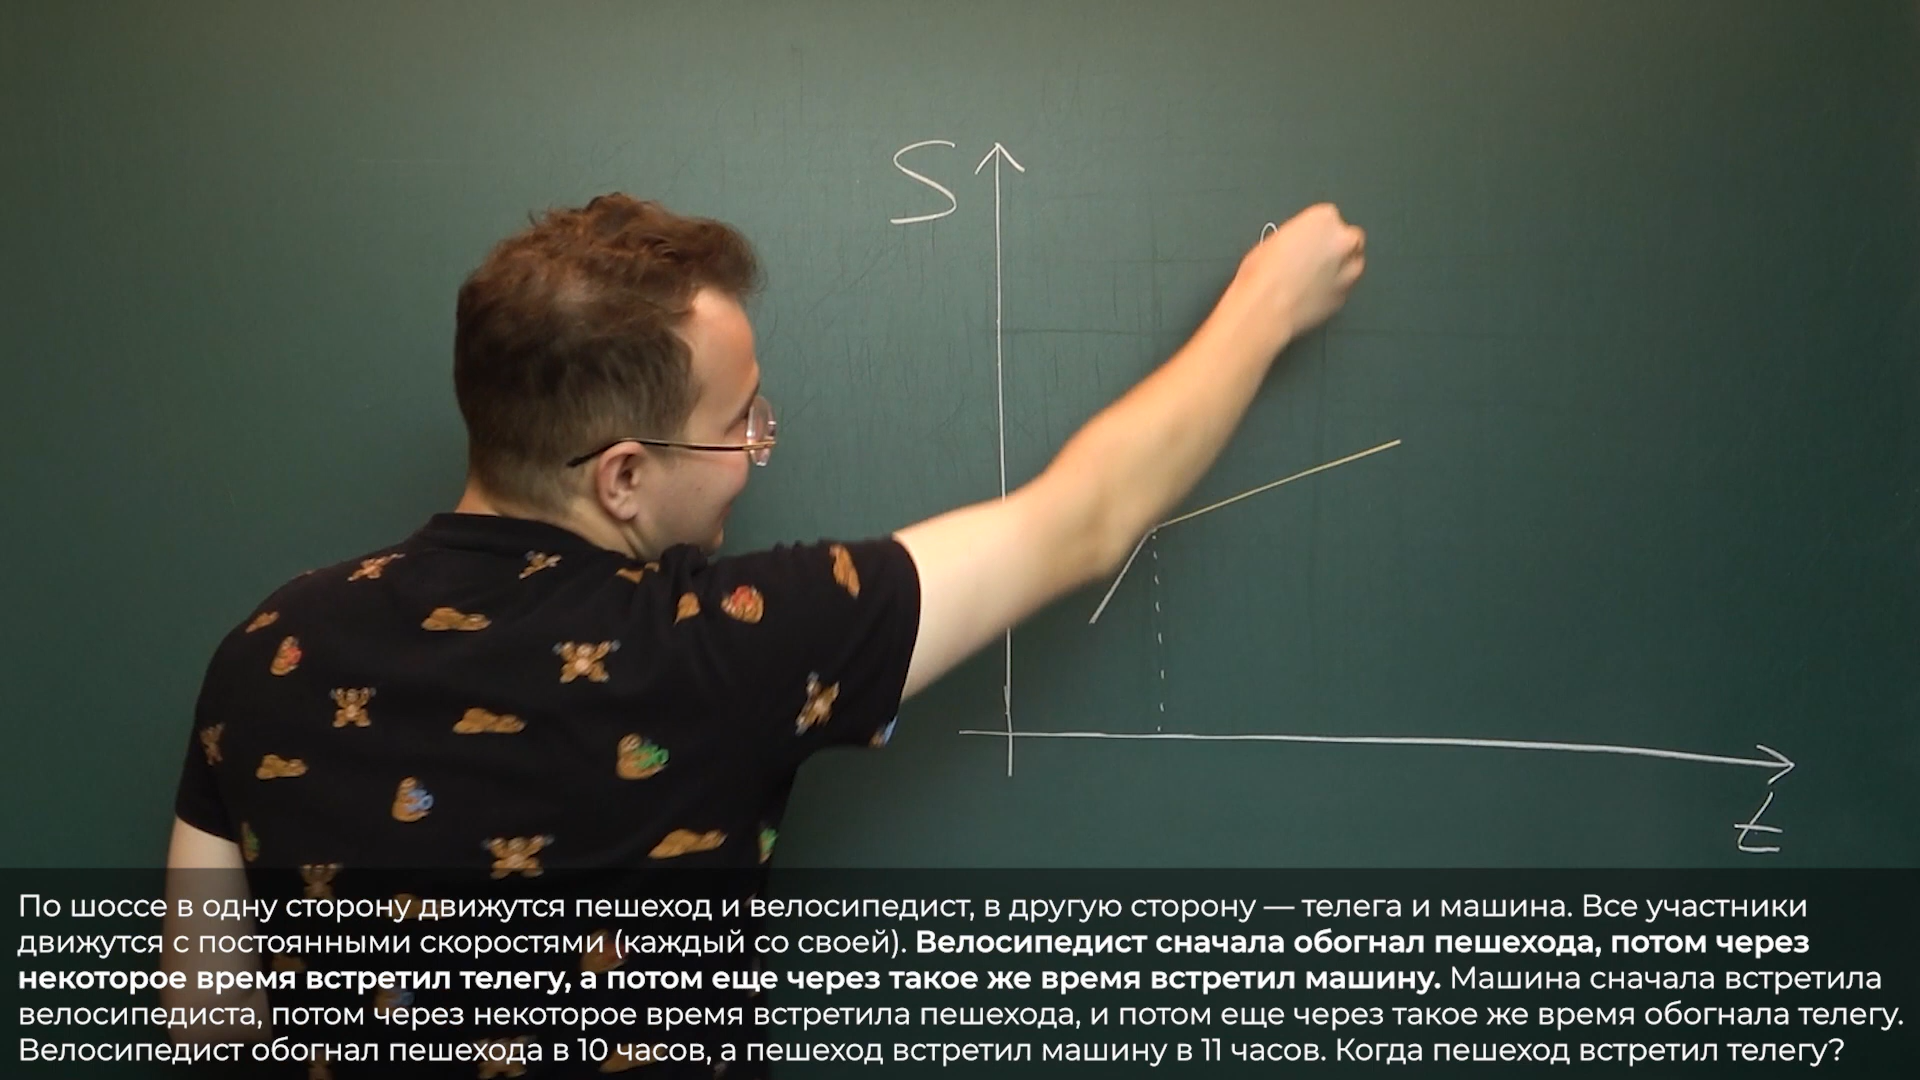 S
t
По шоссе в одну сторону движутся пешеход и велосипедист, в другую сторону — телега и машина. Все участники
движутся с постоянными скоростями (каждый со своей). Велосипедист сначала обогнал пешехода, потом через
некоторое время встретил телегу, а потом еще через такое же время встретил машину. Машина сначала встретила
велосипедиста, потом через некоторое время встретила пешехода, и потом еще через такое же время обогнала телегу.
Велосипедист обогнал пешехода в 10 часов, а пешеход встретил машину в 11 часов. Когда пешеход встретил телегу?